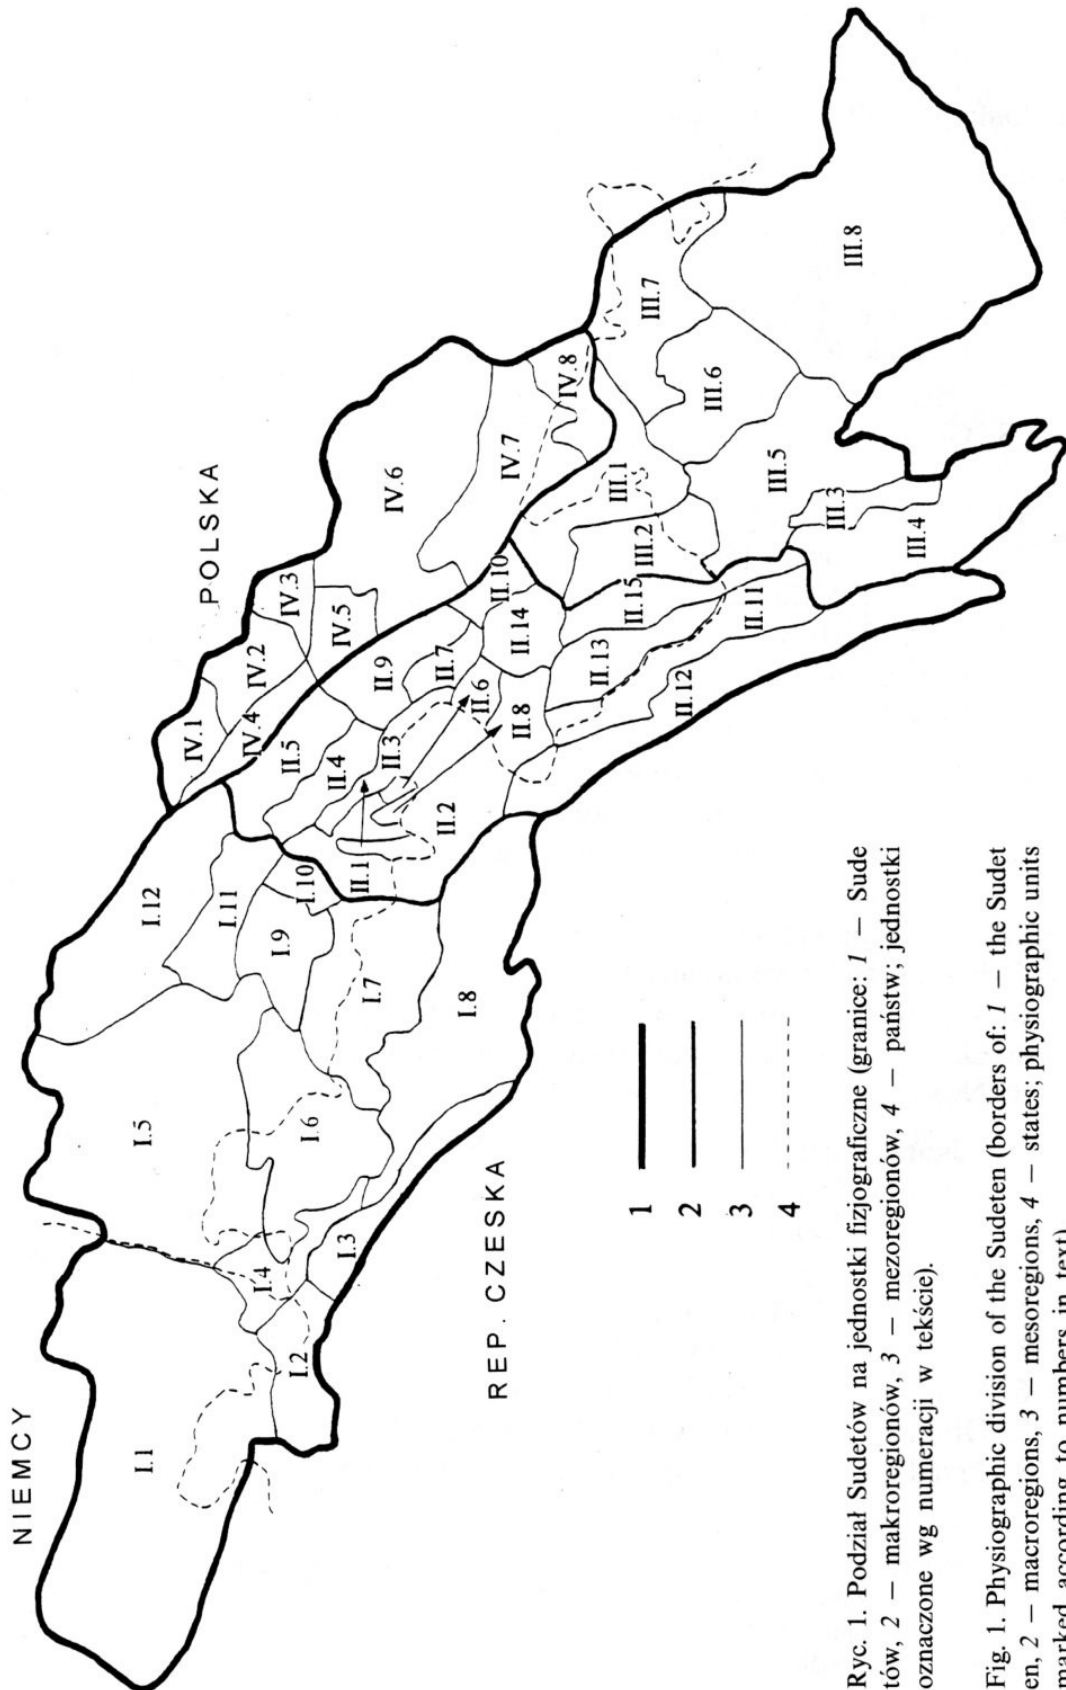 NIEMCY
POLSKA
REP. CZESKA
I.1
I.2
I.3
I.4
I.5
I.6
I.7
I.8
I.9
I.10
I.11
I.12
II.1
II.2
II.3
II.4
II.5
II.6
II.7
II.8
II.9
II.10
II.11
II.12
II.13
II.14
II.15
III.1
III.2
III.3
III.4
III.5
III.6
III.7
III.8
IV.1
IV.2
IV.3
IV.4
IV.5
IV.6
IV.7
IV.8
1
2
3
4
Ryc. 1. Podział Sudetów na jednostki fizjograficzne (granice: 1 – Sude
tów, 2 – makroregionów, 3 – mezoregionów, 4 – państw; jednostki
oznaczone wg numeracji w tekście).
Fig. 1. Physiographic division of the Sudeten (borders of: 1 – the Sudet
en, 2 – macroregions, 3 – mesoregions, 4 – states; physiographic units
marked according to numbers in text)